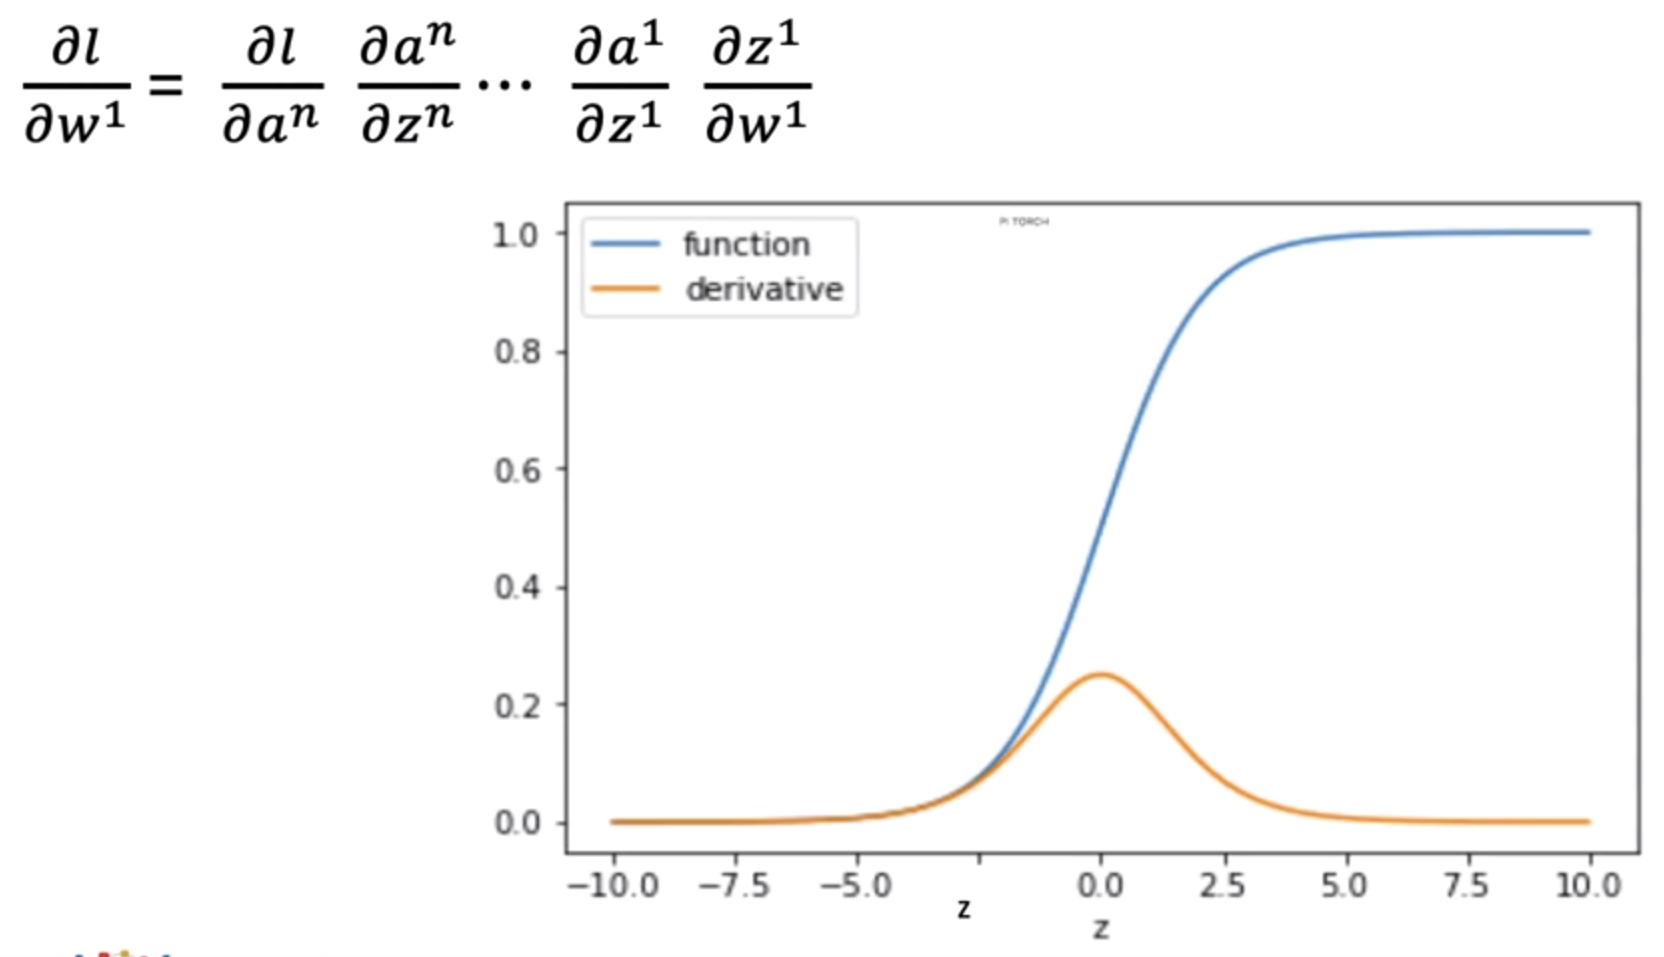 ∂l/∂w¹ = ∂l/∂aⁿ ∂aⁿ/∂zⁿ ⋯ ∂a¹/∂z¹ ∂z¹/∂w¹
PI TORCH
function
derivative
1.0
0.8
0.6
0.4
0.2
0.0
−10.0 −7.5 −5.0 0.0 2.5 5.0 7.5 10.0
z
z